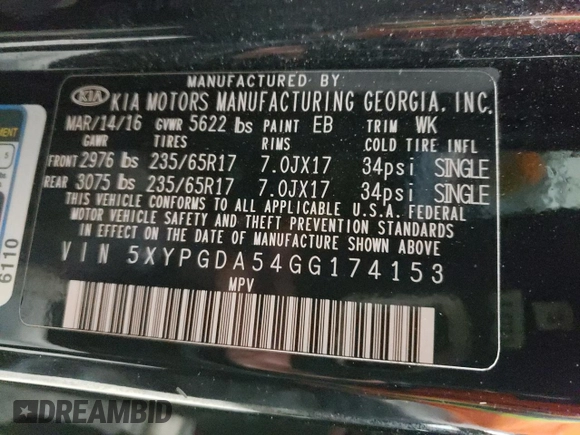 MANUFACTURED BY:
KIA KIA MOTORS MANUFACTURING GEORGIA, INC.
MAR/14/16 GVWR 5622 lbs PAINT EB TRIM WK
GAWR TIRES RIMS COLD TIRE INFL
FRONT 2976 lbs 235/65R17 7.0JX17 34psi SINGLE
REAR 3075 lbs 235/65R17 7.0JX17 34psi SINGLE
THIS VEHICLE CONFORMS TO ALL APPLICABLE U.S.A. FEDERAL
MOTOR VEHICLE SAFETY AND THEFT PREVENTION STANDARDS
IN EFFECT ON THE DATE OF MANUFACTURE SHOWN ABOVE.
VIN 5XYPGDA54GG174153
MPV
6110
DREAMBID